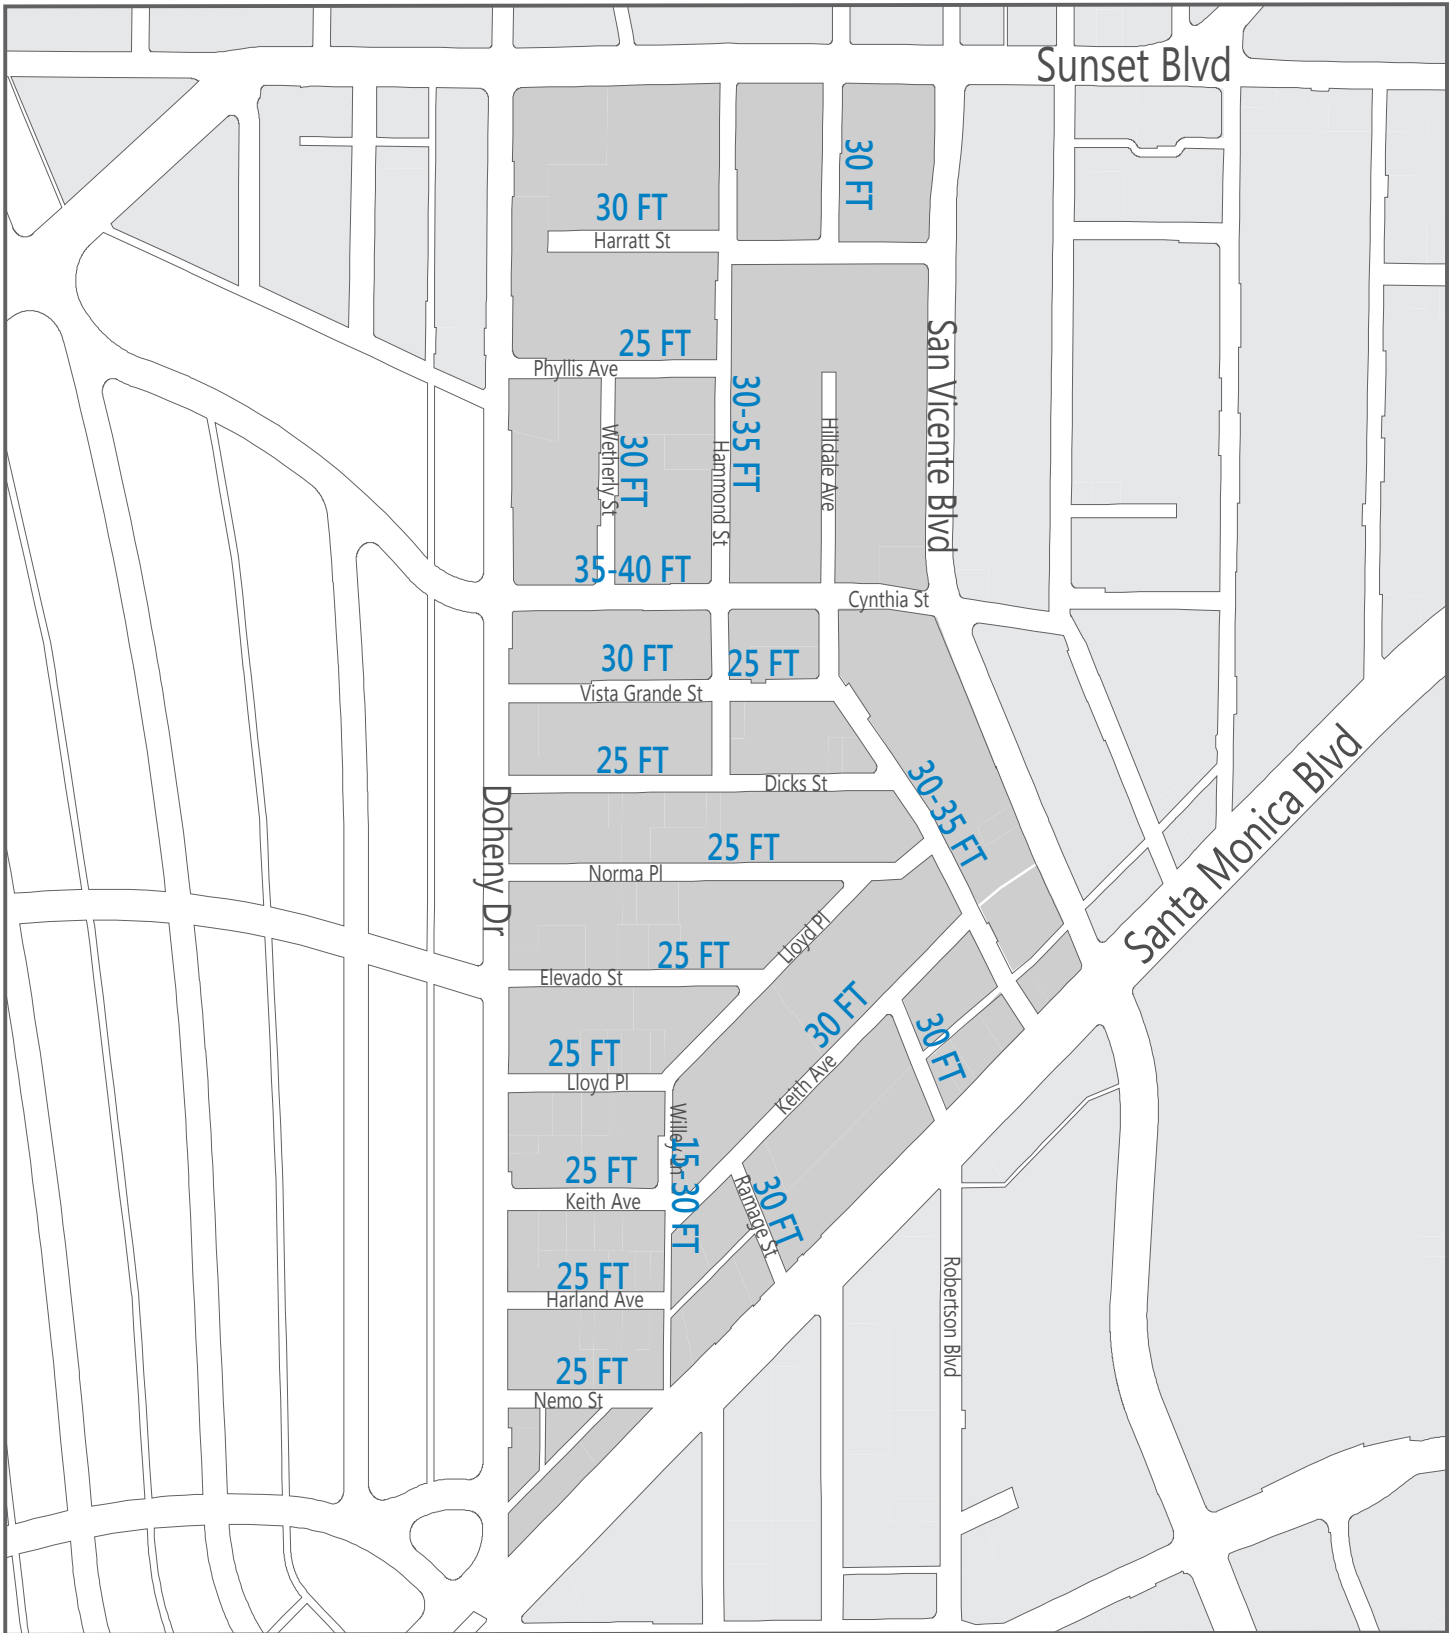 Sunset Blvd
30 FT
30 FT
Harratt St
25 FT
Phyllis Ave
San Vicente Blvd
30-35 FT
Wetherly St
30 FT
Hammond St
Hilldale Ave
35-40 FT
Cynthia St
30 FT
25 FT
Vista Grande St
25 FT
Dicks St
30-35 FT
Santa Monica Blvd
Doheny Dr
25 FT
Norma Pl
Lloyd Pl
25 FT
Elevado St
30 FT
30 FT
25 FT
Lloyd Pl
Keith Ave
Willey Ln
15-30 FT
25 FT
Keith Ave
Ramage St
30 FT
25 FT
Harland Ave
Robertson Blvd
25 FT
Nemo St